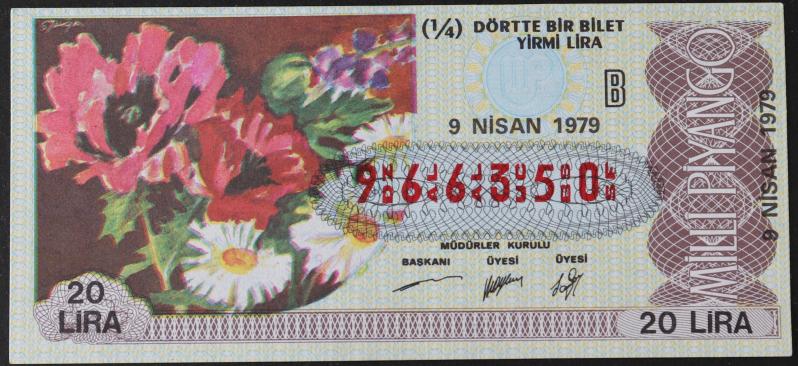 (1/4) DÖRTTE BİR BİLET
YİRMİ LİRA
B
9 NİSAN 1979
9 6 6 3 5 0
MÜDÜRLER KURULU
BAŞKANI ÜYESİ ÜYESİ
20
LİRA
20 LİRA
MİLLİ PİYANGO
9 NİSAN 1979